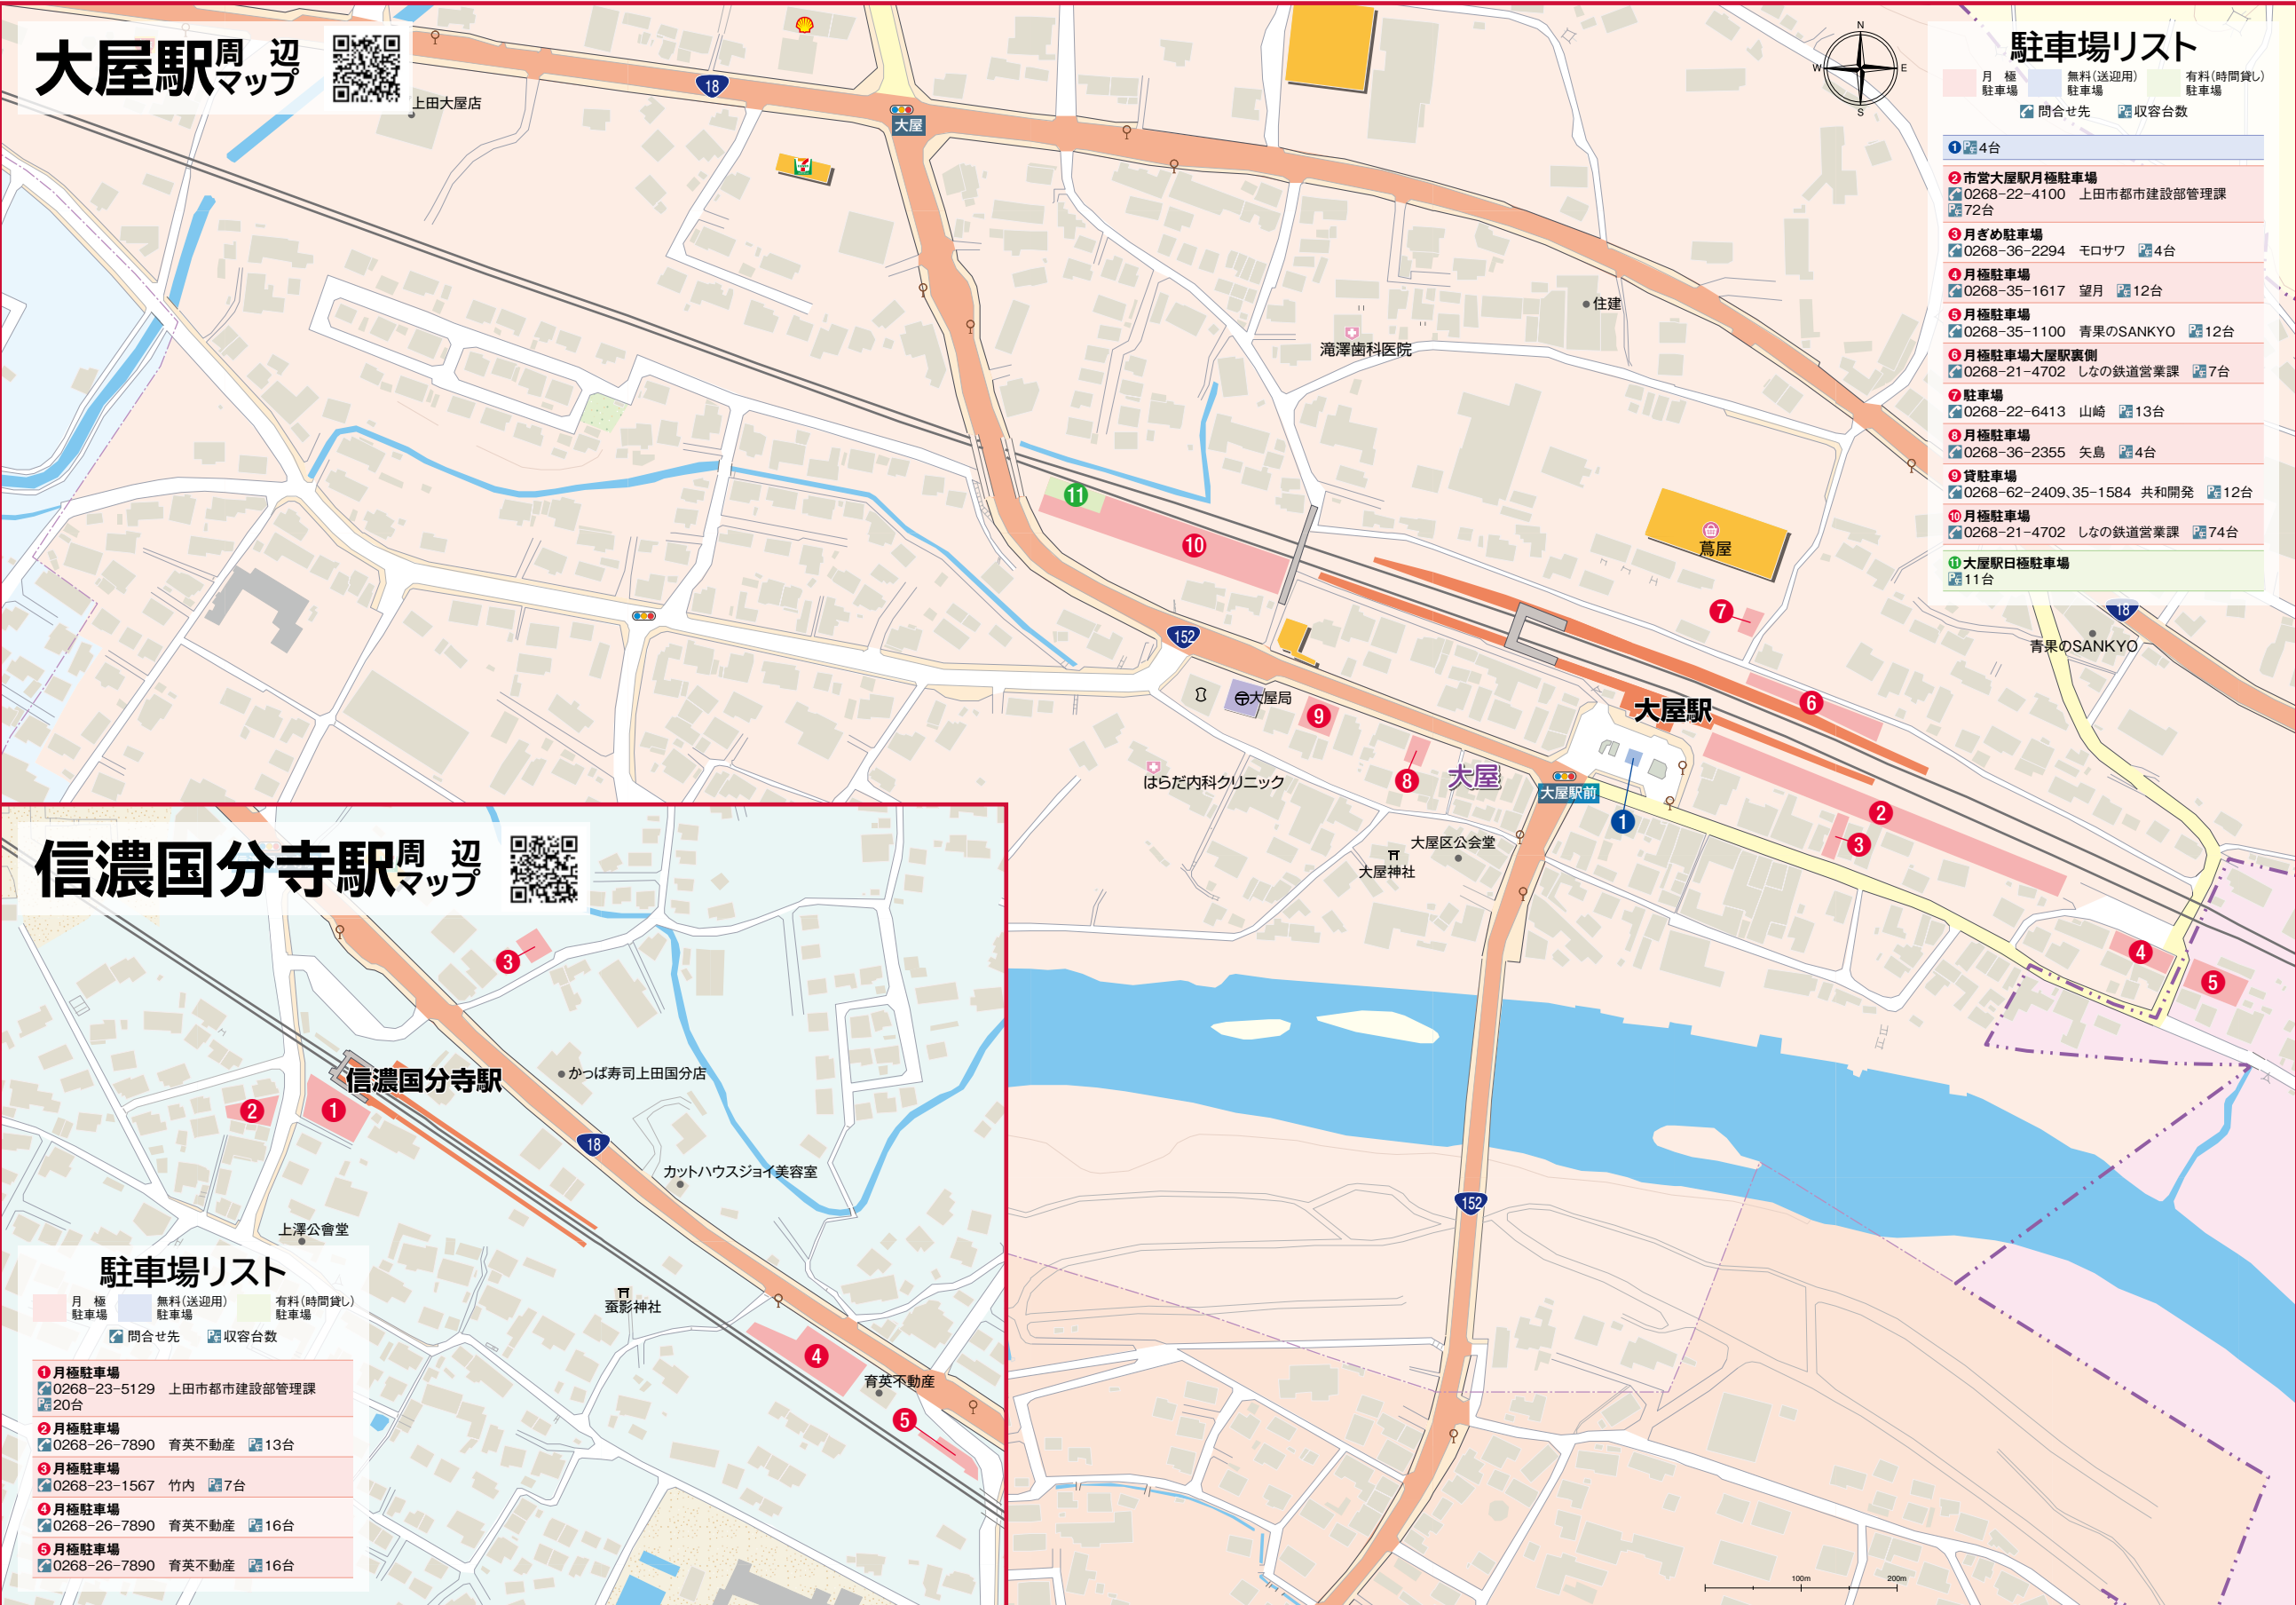 大屋駅周辺マップ
上田大屋店
18
大屋
N
W
E
S
駐車場リスト
月極駐車場
無料(送迎用)駐車場
有料(時間貸し)駐車場
問合せ先 収容台数
1 4台
2 市営大屋駅月極駐車場
0268-22-4100 上田市都市建設部管理課
72台
3 月ぎめ駐車場
0268-36-2294 モロサワ 4台
4 月極駐車場
0268-35-1617 望月 12台
5 月極駐車場
0268-35-1100 青果のSANKYO 12台
6 月極駐車場大屋駅裏側
0268-21-4702 しなの鉄道営業課 7台
7 駐車場
0268-22-6413 山崎 13台
8 月極駐車場
0268-36-2355 矢島 4台
9 貸駐車場
0268-62-2409、35-1584 共和開発 12台
10 月極駐車場
0268-21-4702 しなの鉄道営業課 74台
11 大屋駅日極駐車場
11台
住建
滝澤歯科医院
11
10
蔦屋
7
18
青果のSANKYO
152
大屋局
9
大屋駅
6
8
大屋
はらだ内科クリニック
大屋駅前
1
2
3
大屋区公会堂
大屋神社
4
5
152
100m
200m
信濃国分寺駅周辺マップ
3
かっぱ寿司上田国分店
信濃国分寺駅
2
1
18
カットハウスジョイ美容室
上澤公會堂
蚕影神社
4
育英不動産
5
駐車場リスト
月極駐車場
無料(送迎用)駐車場
有料(時間貸し)駐車場
問合せ先 収容台数
1 月極駐車場
0268-23-5129 上田市都市建設部管理課
20台
2 月極駐車場
0268-26-7890 育英不動産 13台
3 月極駐車場
0268-23-1567 竹内 7台
4 月極駐車場
0268-26-7890 育英不動産 16台
5 月極駐車場
0268-26-7890 育英不動産 16台